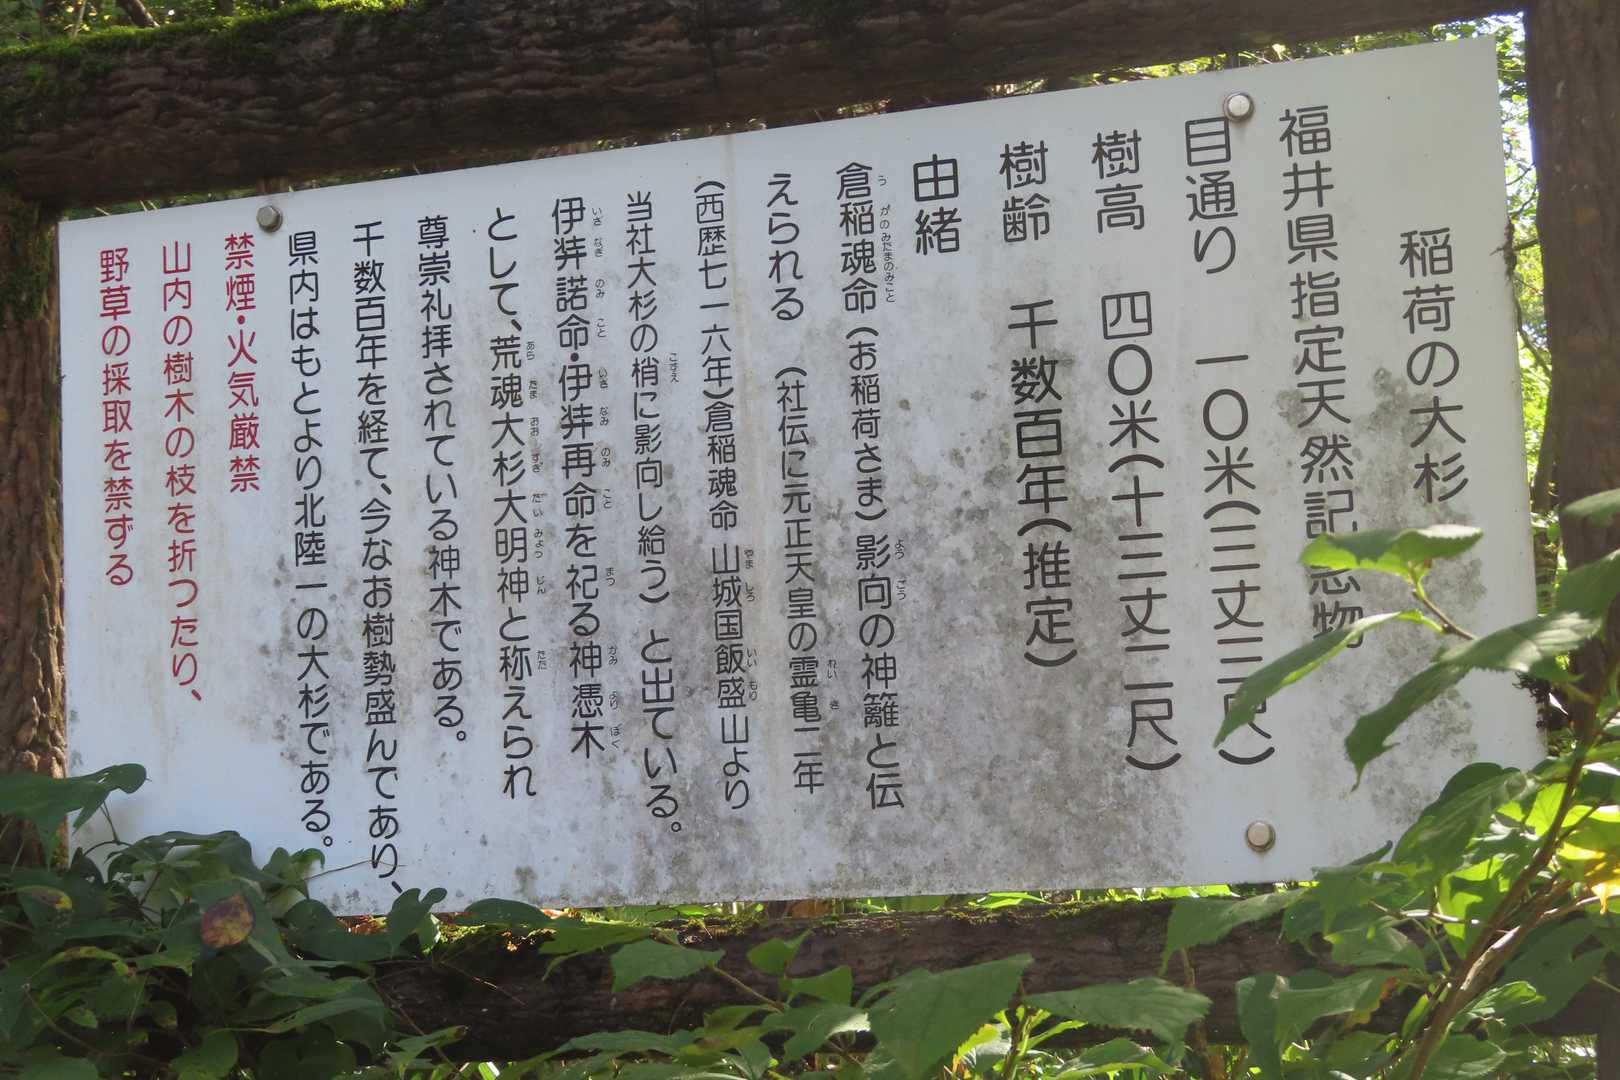 稲荷の大杉
福井県指定天然記念物
目通り 一〇米(三丈三尺)
樹高 四〇米(十三丈二尺)
樹齢 千数百年(推定)
由緒
倉稲魂命(お稲荷さま)影向の神籬と伝
えられる (社伝に元正天皇の霊亀二年
(西暦七一六年)倉稲魂命 山城国飯盛山より
当社大杉の梢に影向し給う) と出ている。
伊弉諾命・伊弉再命を祀る神憑木
として、荒魂大杉大明神と称えられ
尊崇礼拝されている神木である。
千数百年を経て、今なお樹勢盛んであり、
県内はもとより北陸一の大杉である。
禁煙・火気厳禁
山内の樹木の枝を折つたり、
野草の採取を禁ずる